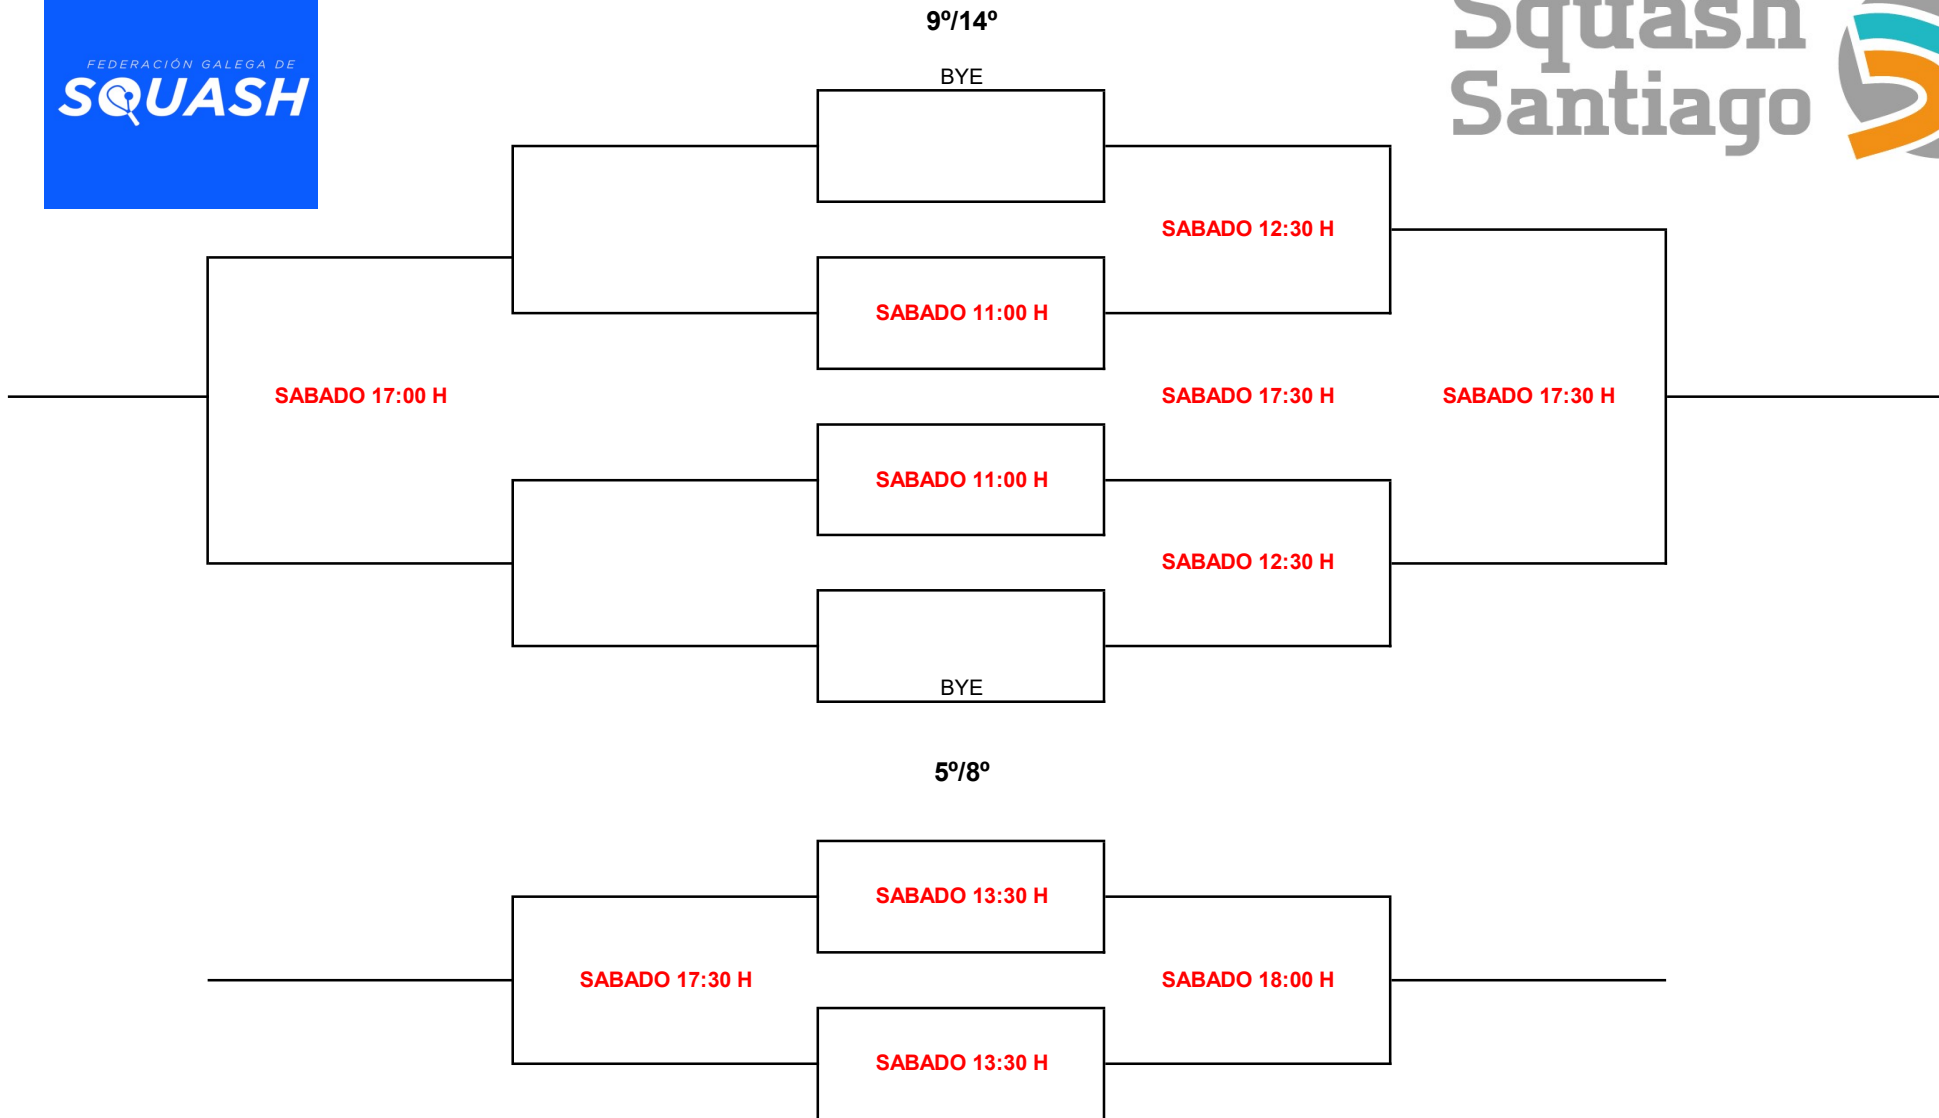 9º/14º
FEDERACIÓN GALEGA DE
SQUASH
Squash
Santiago
BYE
SABADO 12:30 H
SABADO 11:00 H
SABADO 17:00 H
SABADO 17:30 H
SABADO 17:30 H
SABADO 11:00 H
SABADO 12:30 H
BYE
5º/8º
SABADO 13:30 H
SABADO 17:30 H
SABADO 18:00 H
SABADO 13:30 H